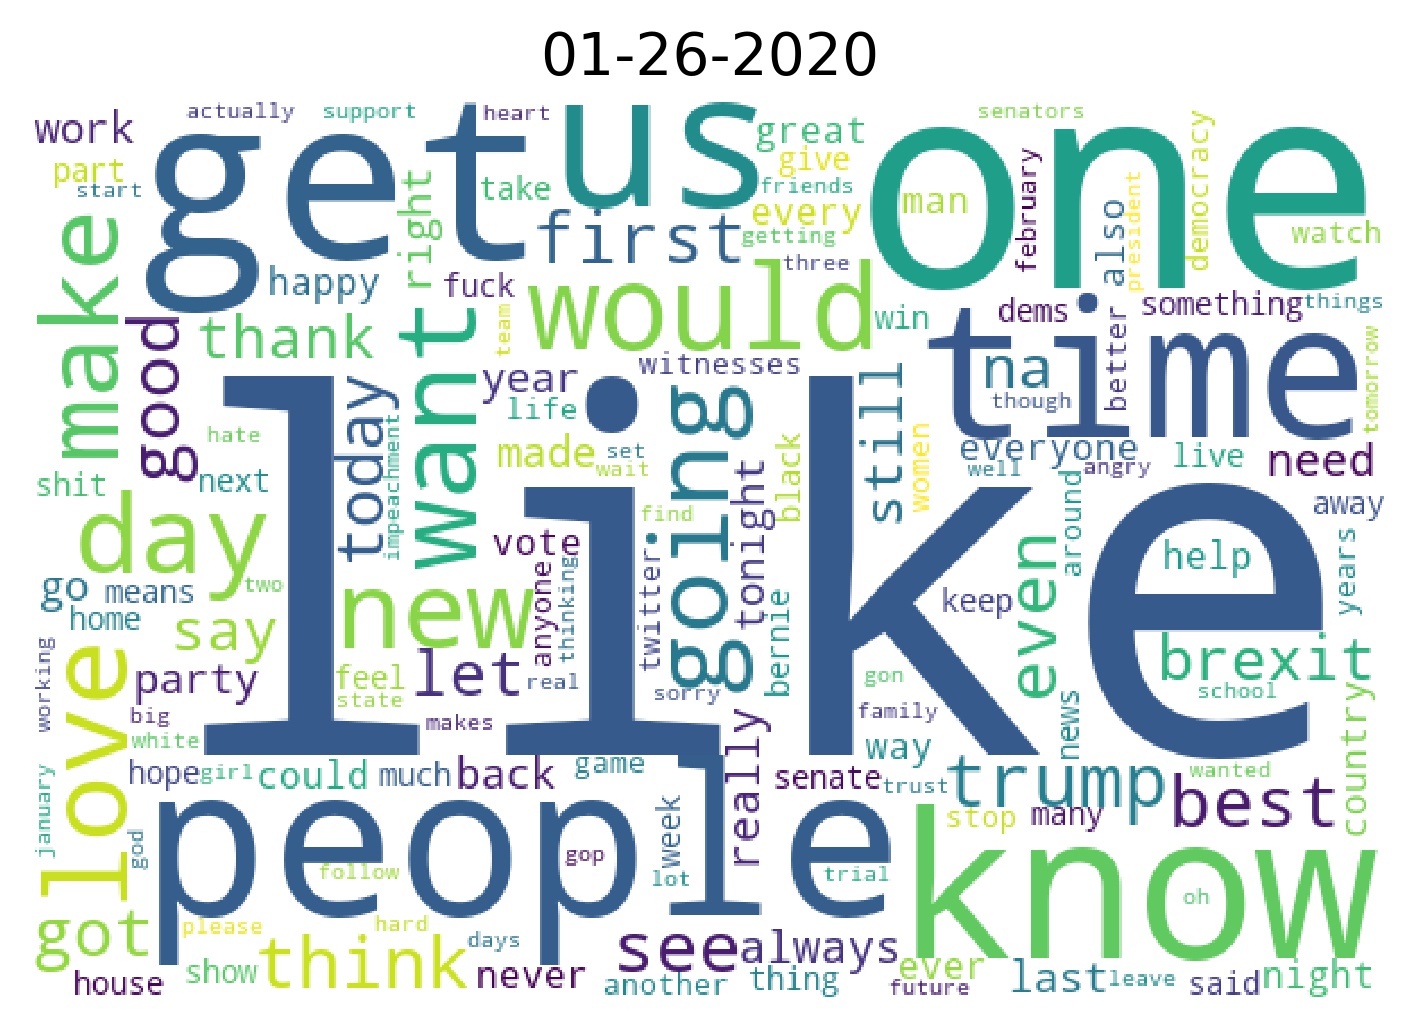 01-26-2020
actually support heart senators
work get us one great
part start take give friends every man february president democracy watch
right first getting also
make happy fuck three would win dems something things
good thank want team time better tomorrow
witnesses year na though
today like life going still
hate made set wait black women everyone well angry live need
shit next impeachment find tonight away
day vote twitter around help years
go means two new anyone thinking bernie keep even
home say
working love party feel let real sorry gon brexit school
state family news country
big white makes really way
hope girl could much back game senate trust trump wanted best
january god people week stop many know
follow gop lot trial oh
got please hard
think days see always ever
house show never another thing future last leave said night